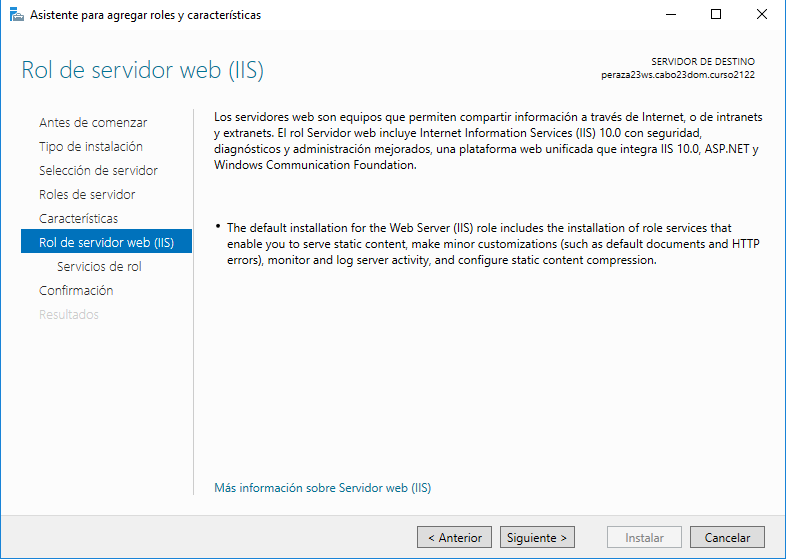 Asistente para agregar roles y características
Rol de servidor web (IIS)
SERVIDOR DE DESTINO
peraza23ws.cabo23dom.curso2122
Antes de comenzar
Tipo de instalación
Selección de servidor
Roles de servidor
Características
Rol de servidor web (IIS)
Servicios de rol
Confirmación
Resultados
Los servidores web son equipos que permiten compartir información a través de Internet, o de intranets
y extranets. El rol Servidor web incluye Internet Information Services (IIS) 10.0 con seguridad,
diagnósticos y administración mejorados, una plataforma web unificada que integra IIS 10.0, ASP.NET y
Windows Communication Foundation.
• The default installation for the Web Server (IIS) role includes the installation of role services that
enable you to serve static content, make minor customizations (such as default documents and HTTP
errors), monitor and log server activity, and configure static content compression.
Más información sobre Servidor web (IIS)
< Anterior
Siguiente >
Instalar
Cancelar